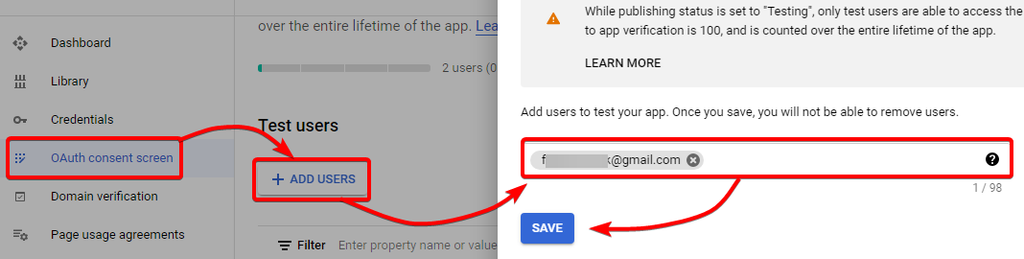 Dashboard
Library
Credentials
OAuth consent screen
Domain verification
Page usage agreements
over the entire lifetime of the app. Lea
2 users (0
Test users
+ ADD USERS
Filter Enter property name or value
While publishing status is set to "Testing", only test users are able to access the
to app verification is 100, and is counted over the entire lifetime of the app.
LEARN MORE
Add users to test your app. Once you save, you will not be able to remove users.
f k@gmail.com
1 / 98
SAVE